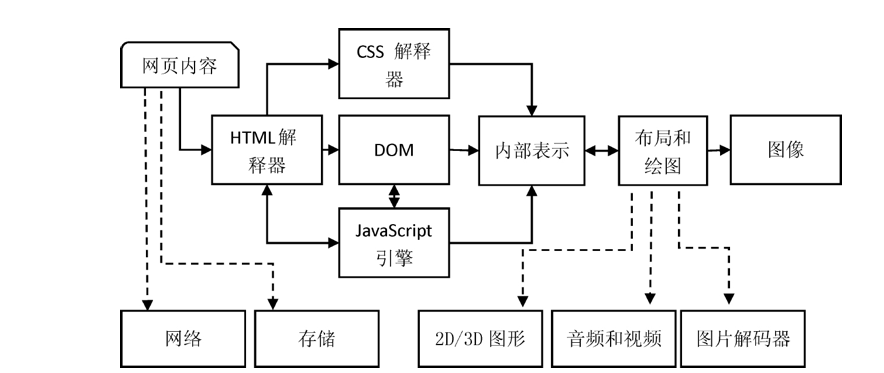 网页内容
CSS 解释
器
HTML解
释器
DOM
内部表示
布局和
绘图
图像
JavaScript
引擎
网络
存储
2D/3D 图形
音频和视频
图片解码器